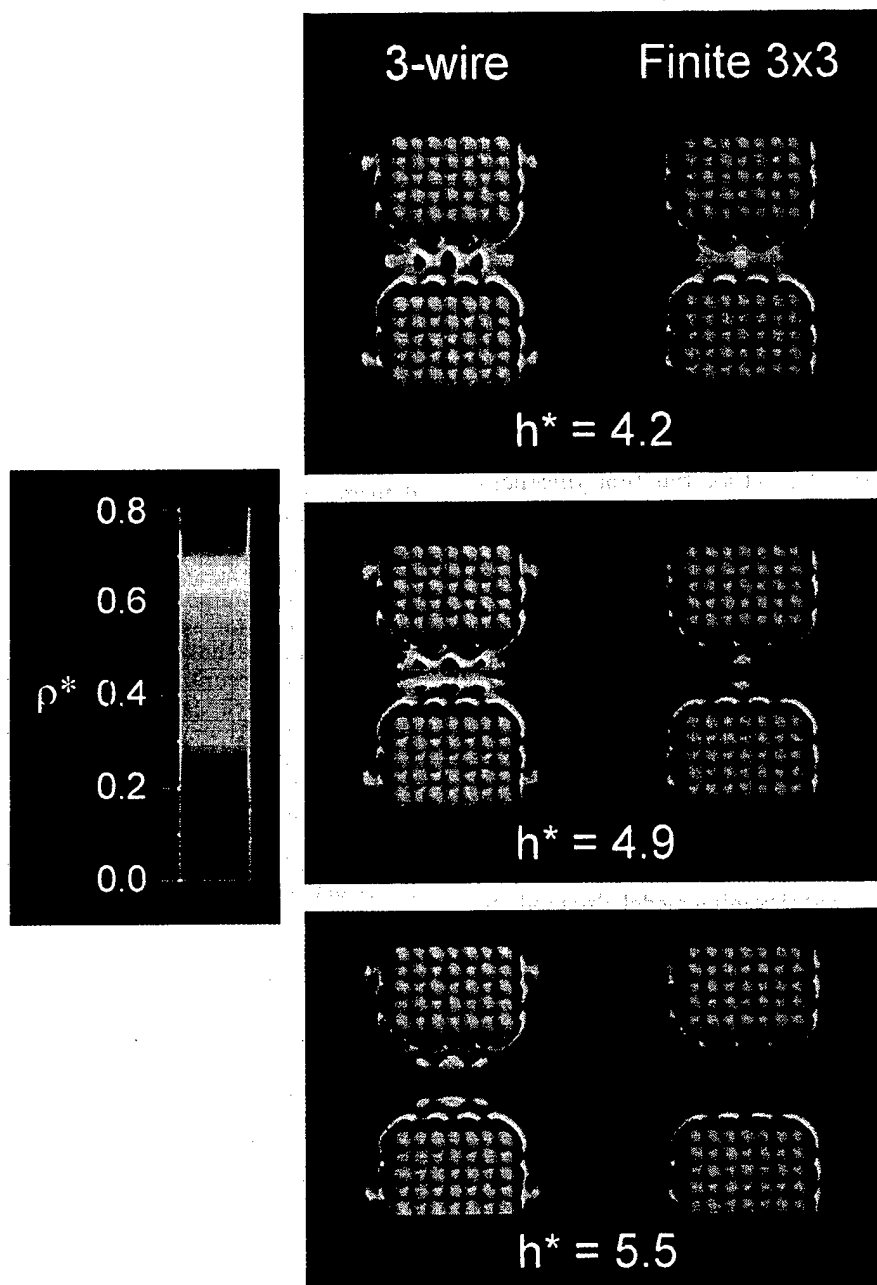 3-wire Finite 3x3
h* = 4.2
0.8
0.6
ρ* 0.4
0.2
0.0
h* = 4.9
h* = 5.5